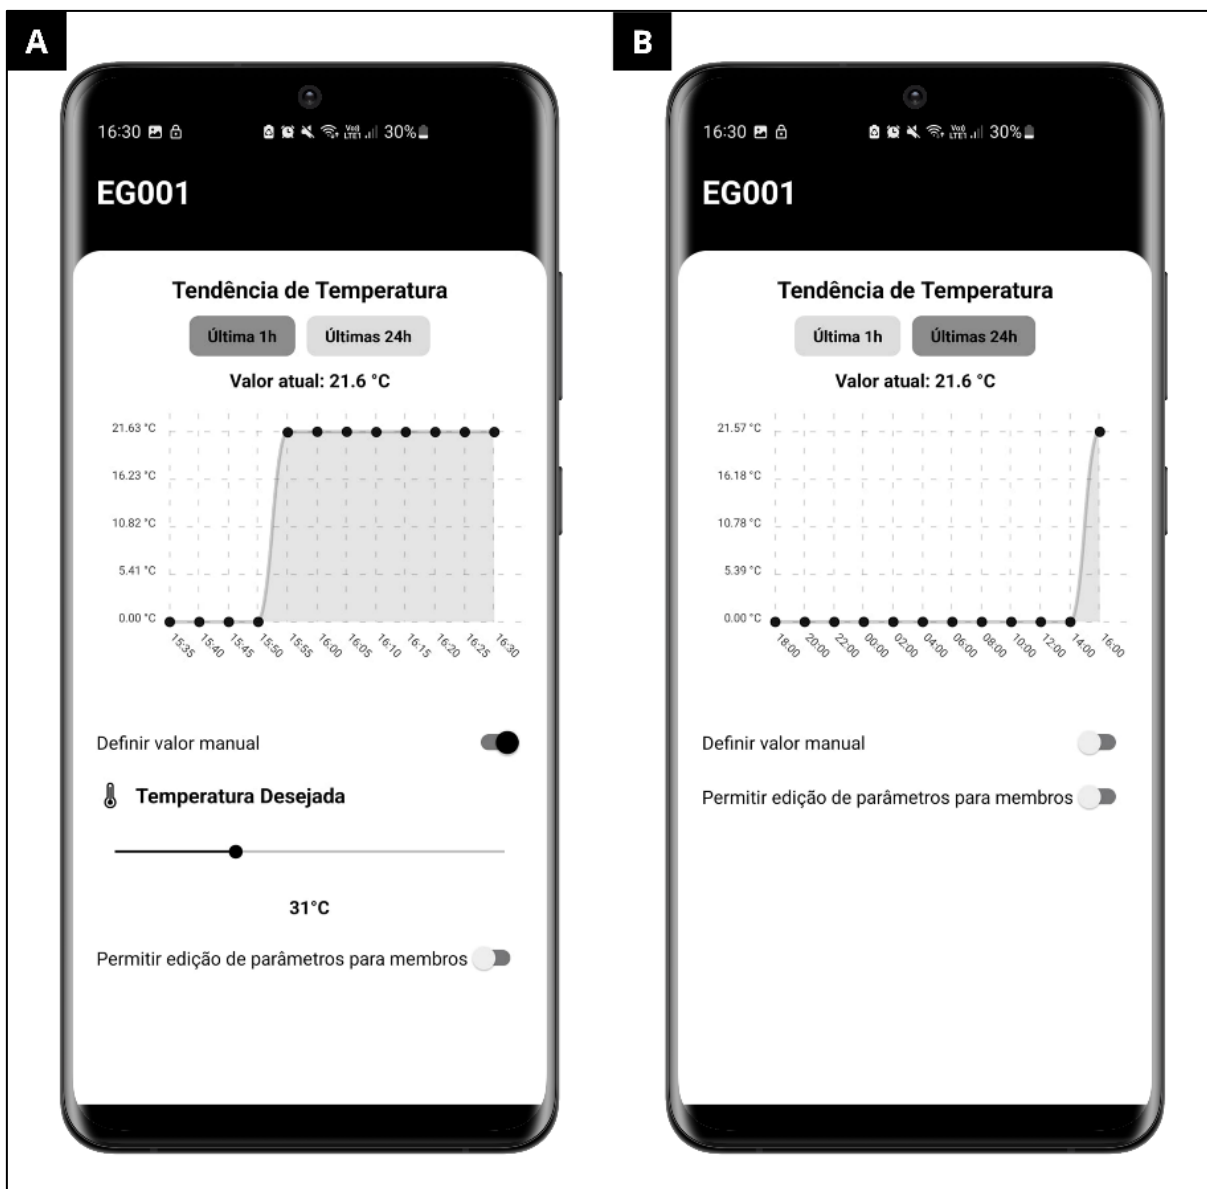 A
16:30 30%
EG001
Tendência de Temperatura
Última 1h Últimas 24h
Valor atual: 21.6 °C
21.63 °C
16.23 °C
10.82 °C
5.41 °C
0.00 °C
15:35 15:40 15:45 15:50 15:55 16:00 16:05 16:10 16:15 16:20 16:25 16:30
Definir valor manual
Temperatura Desejada
31°C
Permitir edição de parâmetros para membros
B
16:30 30%
EG001
Tendência de Temperatura
Última 1h Últimas 24h
Valor atual: 21.6 °C
21.57 °C
16.18 °C
10.78 °C
5.39 °C
0.00 °C
18:00 20:00 22:00 00:00 02:00 04:00 06:00 08:00 10:00 12:00 14:00 16:00
Definir valor manual
Permitir edição de parâmetros para membros